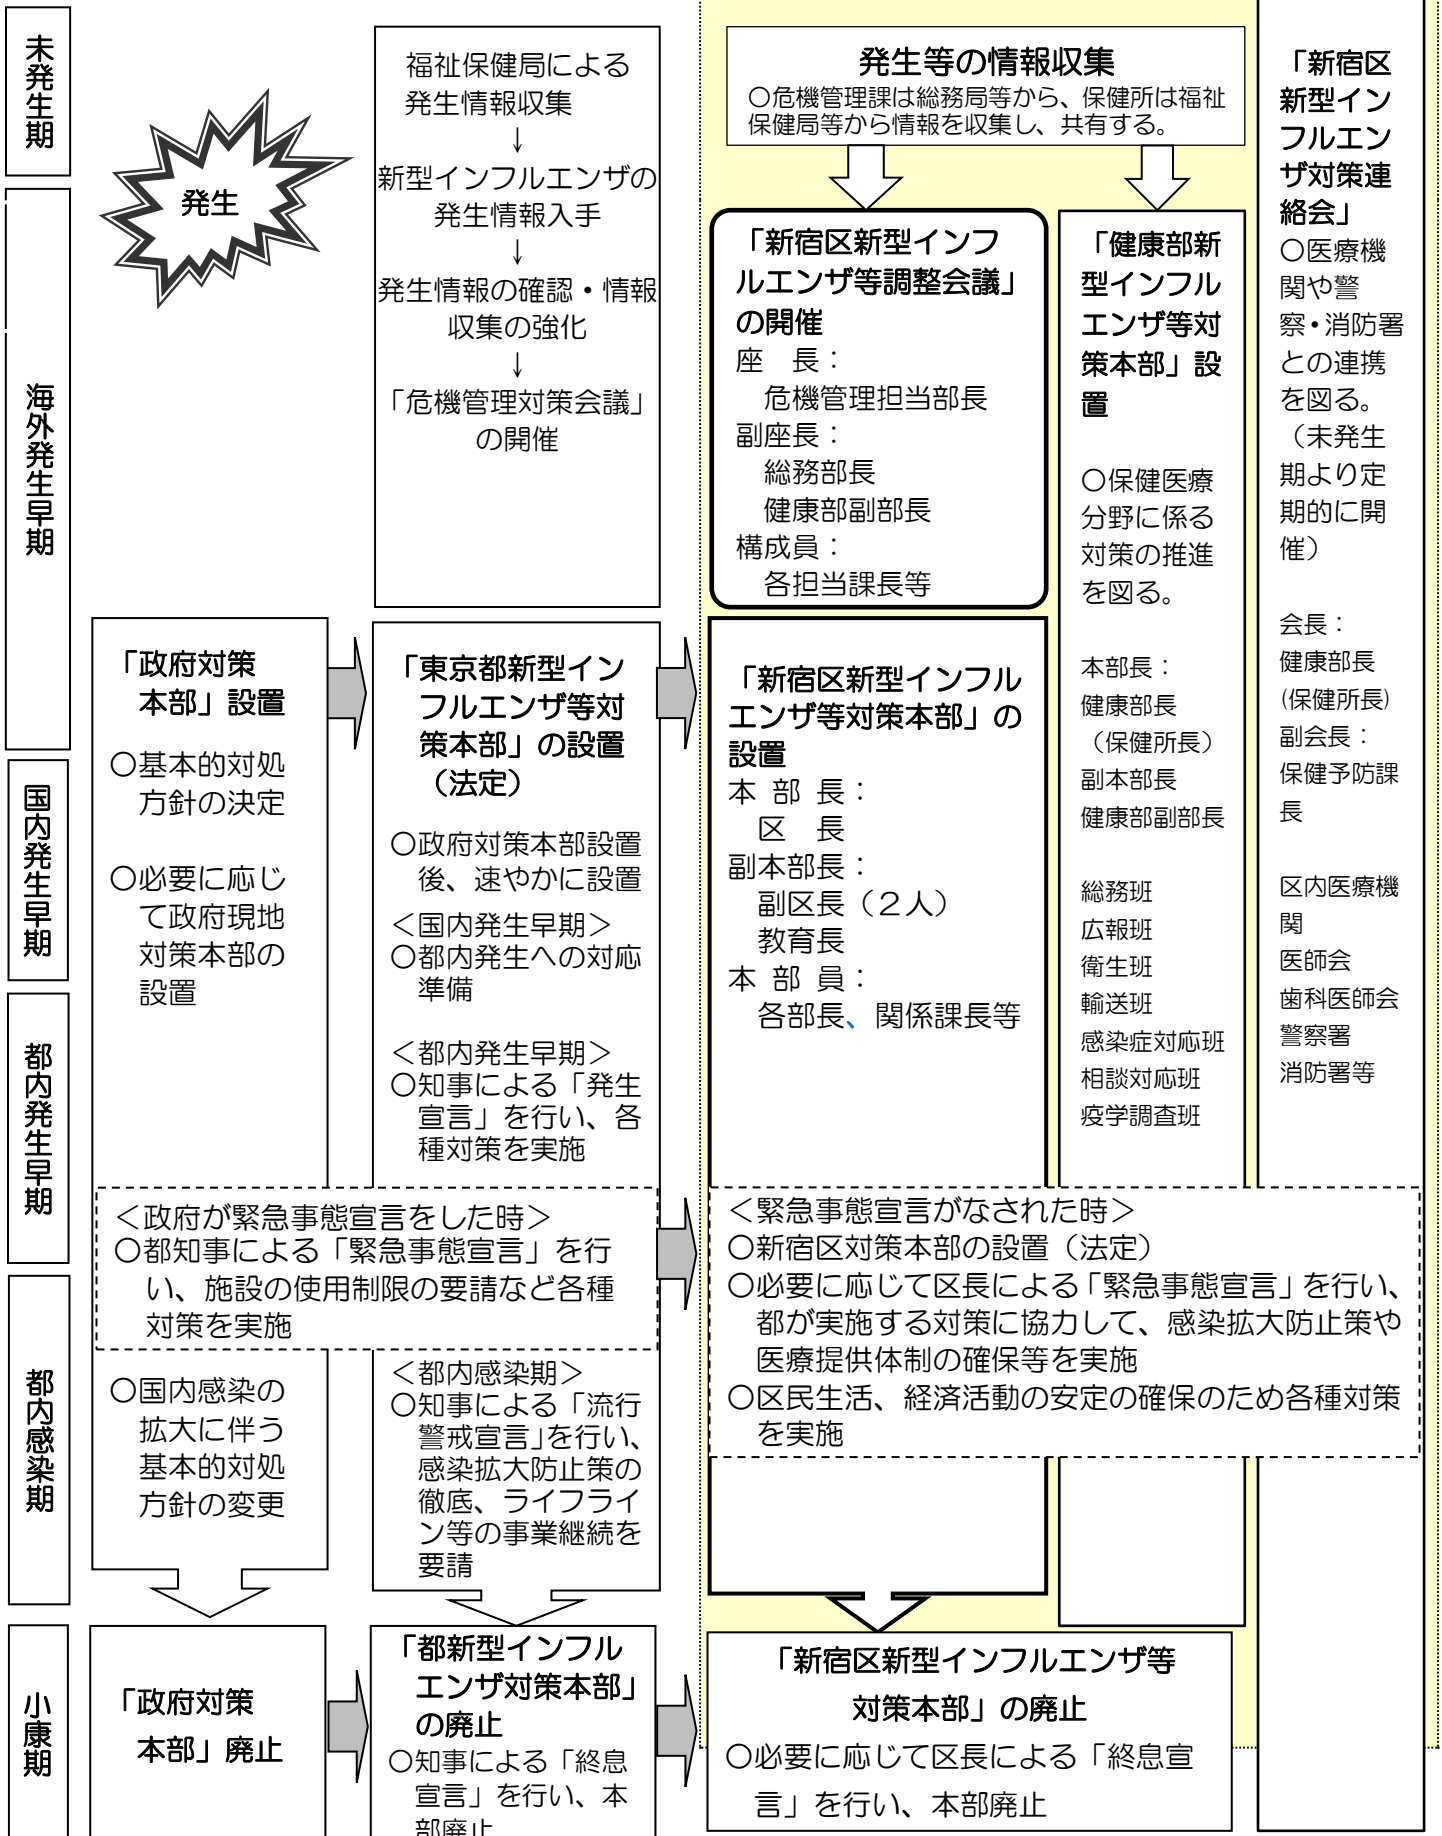 未発生期
海外発生早期
国内発生早期
都内発生早期
都内感染期
小康期
発生
福祉保健局による
発生情報収集
↓
新型インフルエンザの
発生情報入手
↓
発生情報の確認・情報
収集の強化
↓
「危機管理対策会議」
の開催
発生等の情報収集
〇危機管理課は総務局等から、保健所は福祉
保健局等から情報を収集し、共有する。
「新宿区新型インフ
ルエンザ等調整会議」
の開催
座　長：
危機管理担当部長
副座長：
総務部長
健康部副部長
構成員：
各担当課長等
「健康部新
型インフル
エンザ等対
策本部」設
置
〇保健医療
分野に係る
対策の推進
を図る。
本部長：
健康部長
（保健所長）
副本部長
健康部副部長
総務班
広報班
衛生班
輸送班
感染症対応班
相談対応班
疫学調査班
「新宿区
新型イン
フルエン
ザ対策連
絡会」
〇医療機
関や警
察・消防署
との連携
を図る。
（未発生
期より定
期的に開
催）
会長：
健康部長
(保健所長)
副会長：
保健予防課
長
区内医療機
関
医師会
歯科医師会
警察署
消防署等
「政府対策
本部」設置
〇基本的対処
方針の決定
〇必要に応じ
て政府現地
対策本部の
設置
「東京都新型イン
フルエンザ等対
策本部」の設置
（法定）
〇政府対策本部設置
後、速やかに設置
＜国内発生早期＞
〇都内発生への対応
準備
＜都内発生早期＞
〇知事による「発生
宣言」を行い、各
種対策を実施
「新宿区新型インフル
エンザ等対策本部」の
設置
本 部 長：
区　長
副本部長：
副区長（２人）
教育長
本 部 員：
各部長、関係課長等
＜政府が緊急事態宣言をした時＞
〇都知事による「緊急事態宣言」を行
い、施設の使用制限の要請など各種
対策を実施
＜緊急事態宣言がなされた時＞
〇新宿区対策本部の設置（法定）
〇必要に応じて区長による「緊急事態宣言」を行い、
都が実施する対策に協力して、感染拡大防止策や
医療提供体制の確保等を実施
〇区民生活、経済活動の安定の確保のため各種対策
を実施
〇国内感染の
拡大に伴う
基本的対処
方針の変更
＜都内感染期＞
〇知事による「流行
警戒宣言」を行い、
感染拡大防止策の
徹底、ライフライ
ン等の事業継続を
要請
「政府対策
本部」廃止
「都新型インフル
エンザ対策本部」
の廃止
〇知事による「終息
宣言」を行い、本
部廃止
「新宿区新型インフルエンザ等
対策本部」の廃止
〇必要に応じて区長による「終息宣
言」を行い、本部廃止